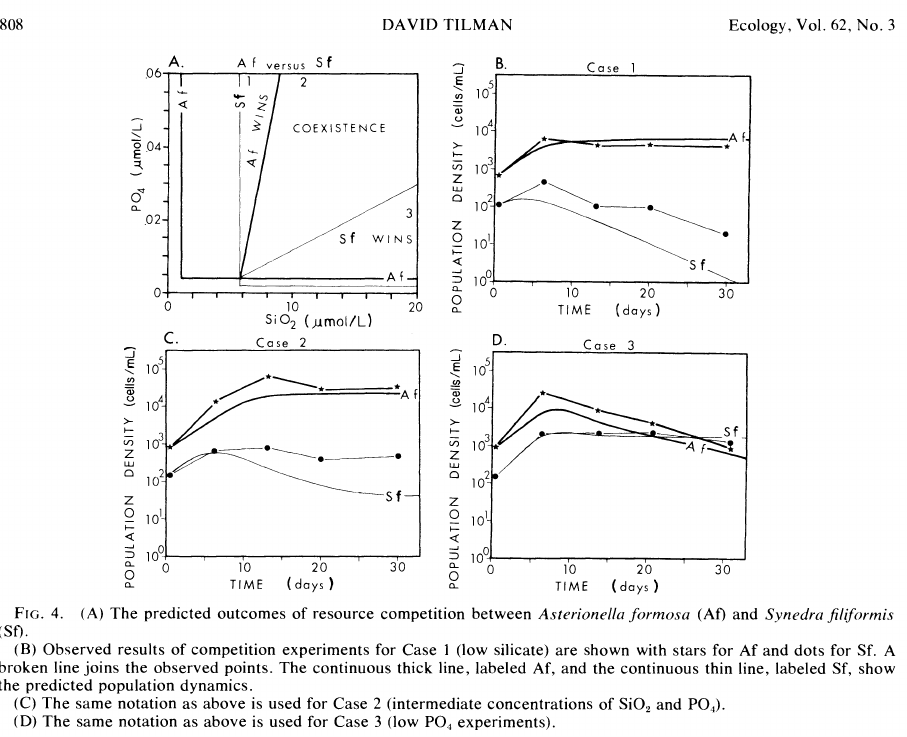 808 DAVID TILMAN Ecology, Vol. 62, No. 3
A. Af versus Sf
.06
.04
.02
0
PO4 (µmol/L)
Af
Sf
1
Af WINS
2
COEXISTENCE
3
Sf WINS
Af
0 10 20
SiO2 (µmol/L)
B. Case 1
POPULATION DENSITY (cells/mL)
10^5
10^4
10^3
10^2
10^1
10^0
Af
Sf
0 10 20 30
TIME (days)
C. Case 2
POPULATION DENSITY (cells/mL)
10^5
10^4
10^3
10^2
10^1
10^0
Af
Sf
0 10 20 30
TIME (days)
D. Case 3
POPULATION DENSITY (cells/mL)
10^5
10^4
10^3
10^2
10^1
10^0
Sf
Af
0 10 20 30
TIME (days)
FIG. 4. (A) The predicted outcomes of resource competition between Asterionella formosa (Af) and Synedra filiformis
(Sf).
(B) Observed results of competition experiments for Case 1 (low silicate) are shown with stars for Af and dots for Sf. A
broken line joins the observed points. The continuous thick line, labeled Af, and the continuous thin line, labeled Sf, show
the predicted population dynamics.
(C) The same notation as above is used for Case 2 (intermediate concentrations of SiO2 and PO4).
(D) The same notation as above is used for Case 3 (low PO4 experiments).